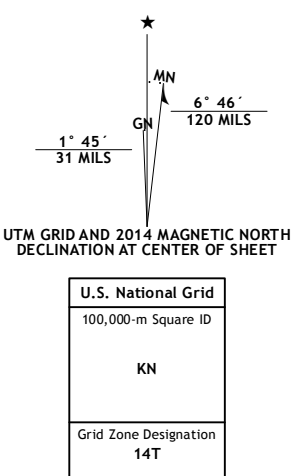 ★
MN
6° 46´
120 MILS
GN
1° 45´
31 MILS
UTM GRID AND 2014 MAGNETIC NORTH
DECLINATION AT CENTER OF SHEET
U.S. National Grid
100,000-m Square ID
KN
Grid Zone Designation
14T